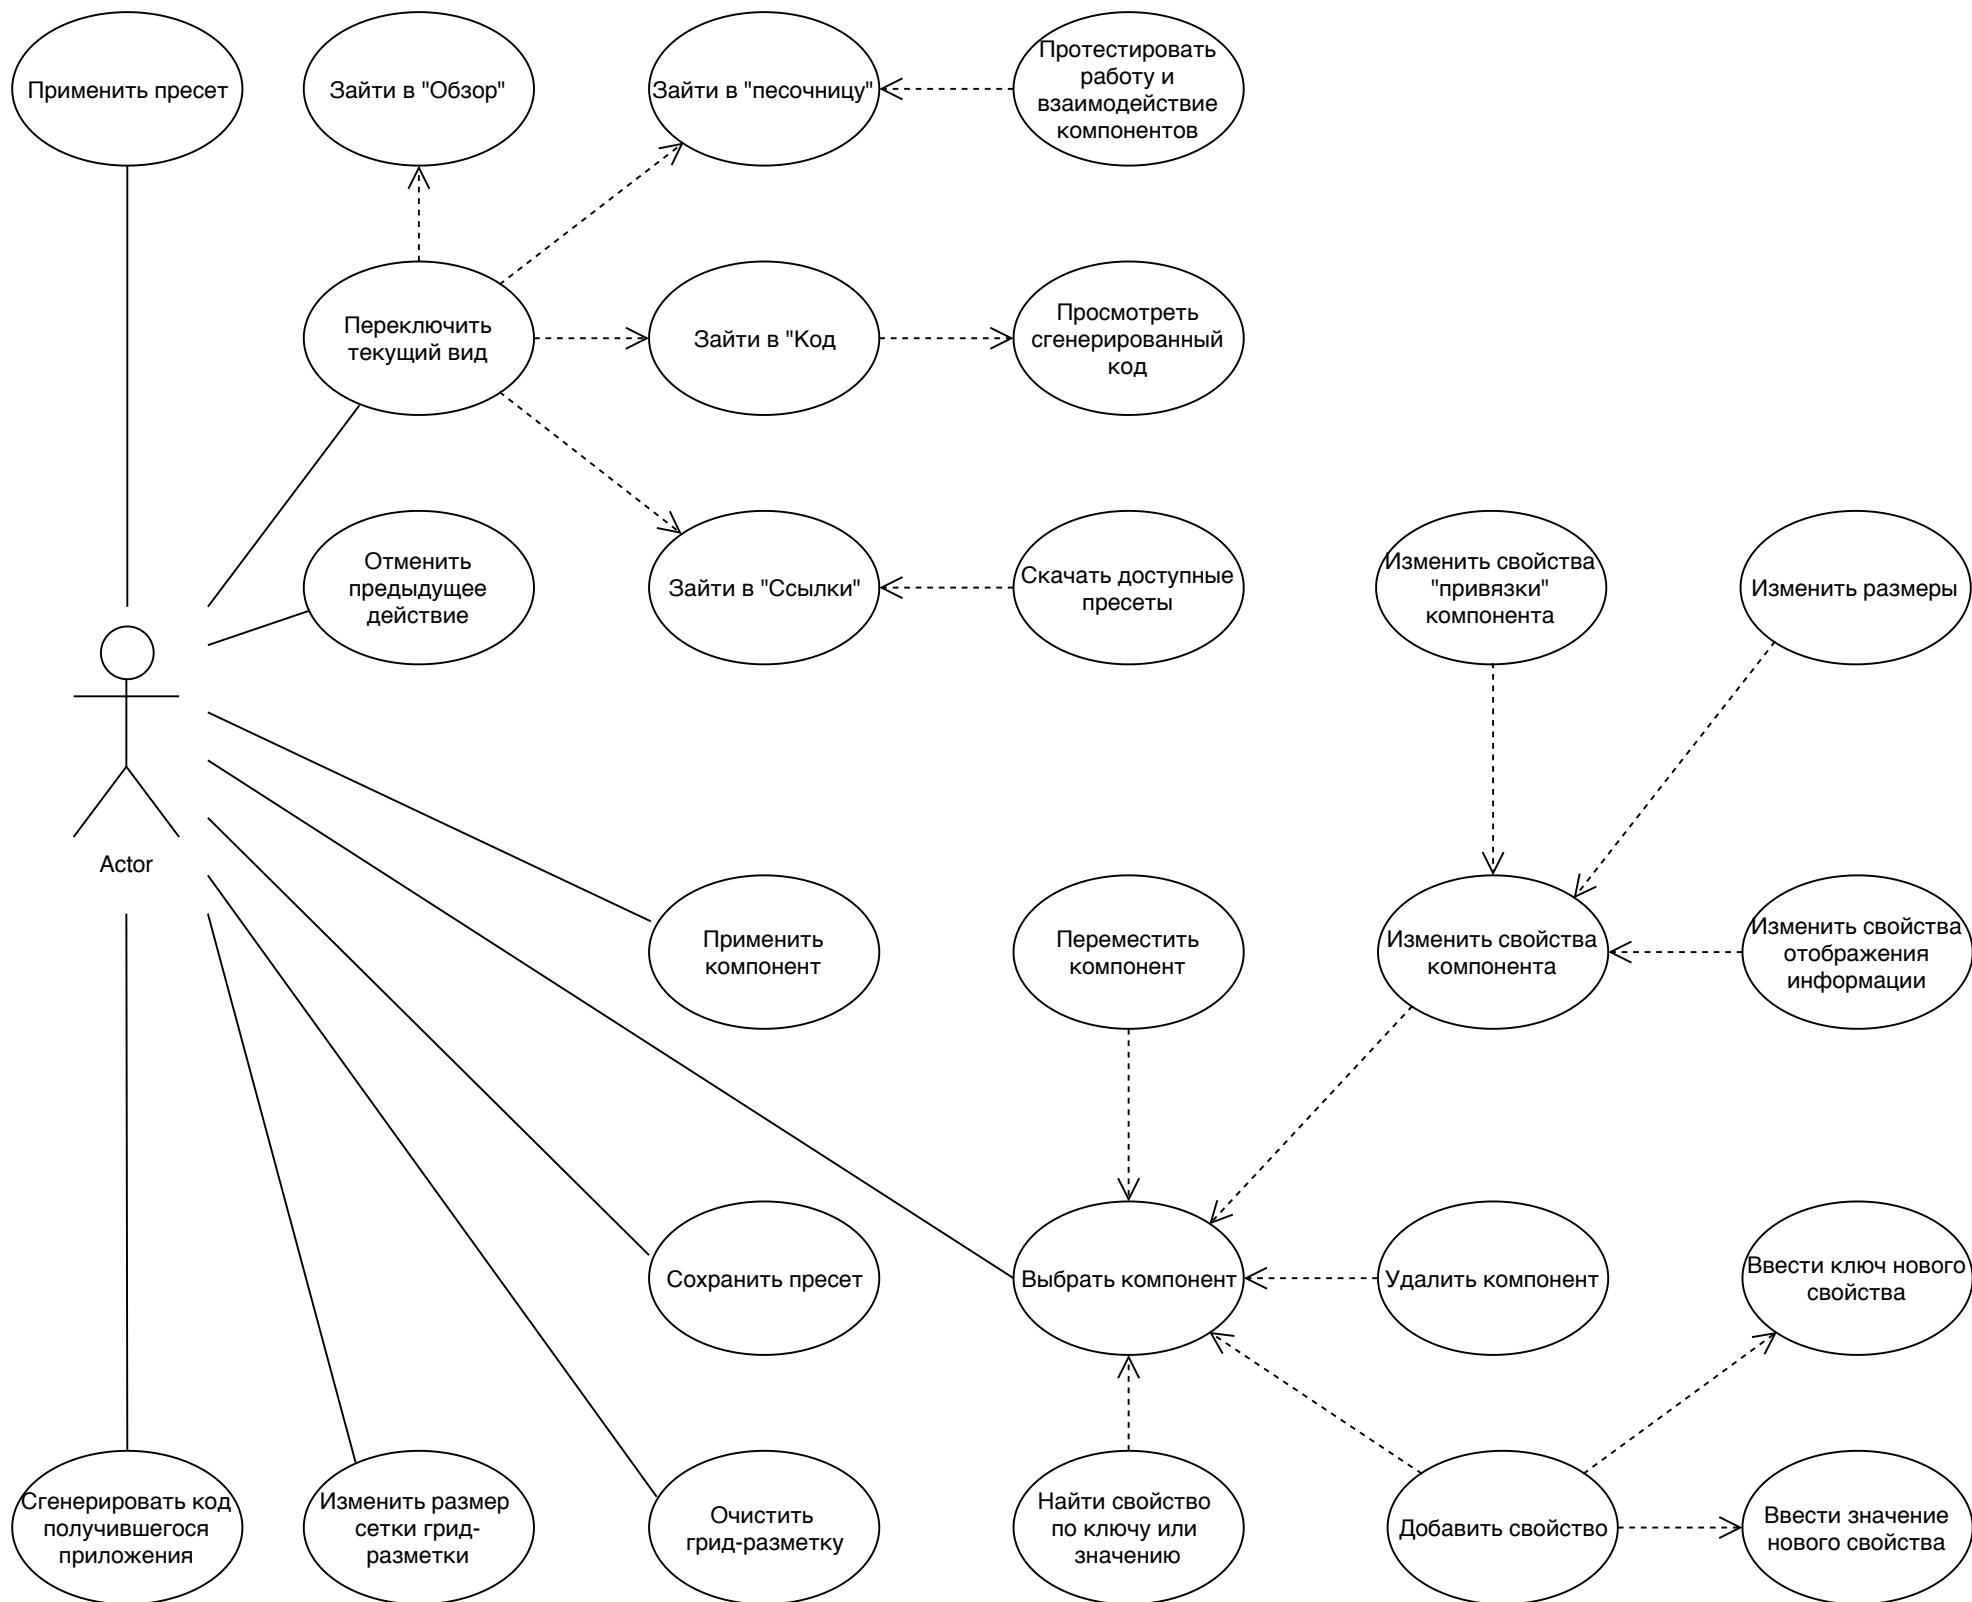 Применить пресет
Зайти в "Обзор"
Зайти в "песочницу"
Протестировать
работу и
взаимодействие
компонентов
Переключить
текущий вид
Зайти в "Код
Просмотреть
сгенерированный
код
Отменить
предыдущее
действие
Зайти в "Ссылки"
Скачать доступные
пресеты
Изменить свойства
"привязки"
компонента
Изменить размеры
Actor
Применить
компонент
Переместить
компонент
Изменить свойства
компонента
Изменить свойства
отображения
информации
Сохранить пресет
Выбрать компонент
Удалить компонент
Ввести ключ нового
свойства
Сгенерировать код
получившегося
приложения
Изменить размер
сетки грид-
разметки
Очистить
грид-разметку
Найти свойство
по ключу или
значению
Добавить свойство
Ввести значение
нового свойства